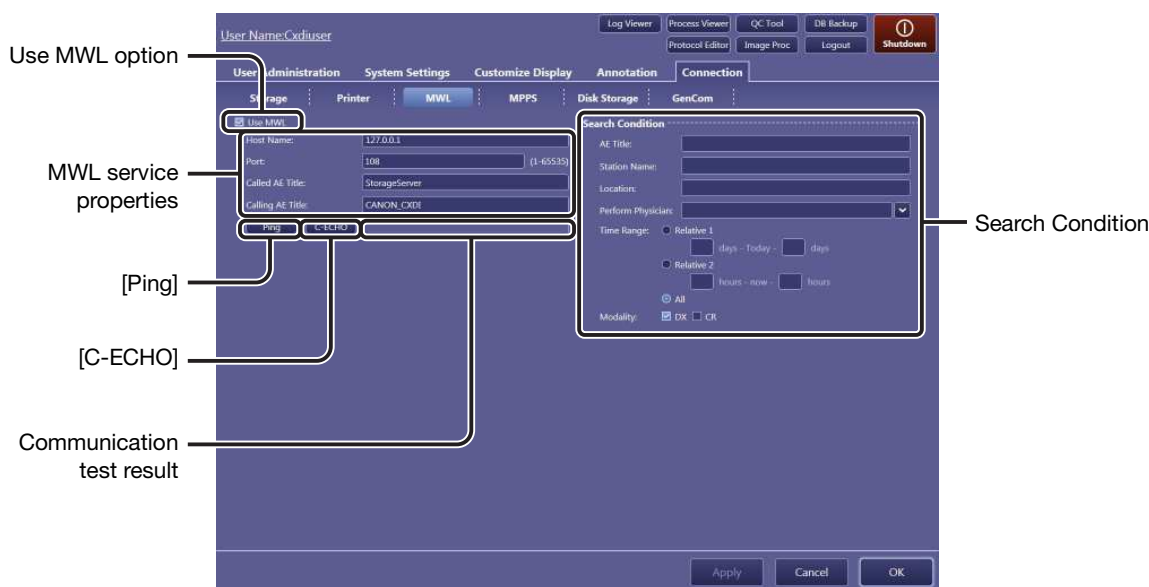 User Name:Cxdiuser
Log Viewer
Process Viewer
QC Tool
DB Backup
Shutdown
Protocol Editor
Image Proc
Logout
User Administration
System Settings
Customize Display
Annotation
Connection
Storage
Printer
MWL
MPPS
Disk Storage
GenCom
Use MWL option
Use MWL
Host Name: 127.0.0.1
Port: 108 (1-65535)
Called AE Title: StorageServer
Calling AE Title: CANON_CXDI
Ping
C-ECHO
MWL service
properties
[Ping]
[C-ECHO]
Communication
test result
Search Condition
AE Title:
Station Name:
Location:
Perform Physician:
Time Range: Relative 1
days - Today - days
Relative 2
hours - now - hours
All
Modality: DX CR
Search Condition
Apply
Cancel
OK